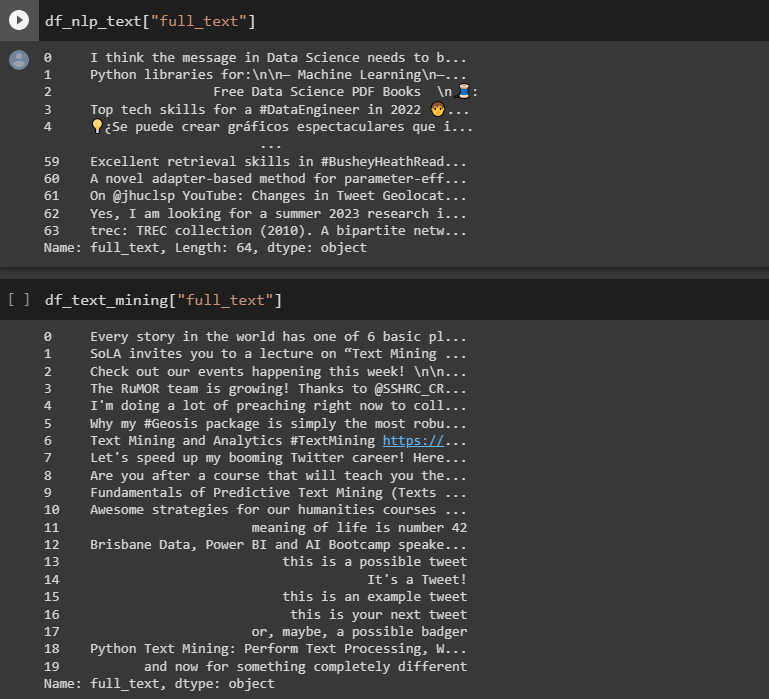 df_nlp_text["full_text"]
0 I think the message in Data Science needs to b...
1 Python libraries for:\n\n— Machine Learning\n—...
2 Free Data Science PDF Books \n🧵:
3 Top tech skills for a #DataEngineer in 2022 🧑...
4 💡¿Se puede crear gráficos espectaculares que i...
...
59 Excellent retrieval skills in #BusheyHeathRead...
60 A novel adapter-based method for parameter-eff...
61 On @jhuclsp YouTube: Changes in Tweet Geolocat...
62 Yes, I am looking for a summer 2023 research i...
63 trec: TREC collection (2010). A bipartite netw...
Name: full_text, Length: 64, dtype: object
[ ] df_text_mining["full_text"]
0 Every story in the world has one of 6 basic pl...
1 SoLA invites you to a lecture on “Text Mining ...
2 Check out our events happening this week! \n\n...
3 The RuMOR team is growing! Thanks to @SSHRC_CR...
4 I'm doing a lot of preaching right now to coll...
5 Why my #Geosis package is simply the most robu...
6 Text Mining and Analytics #TextMining https://...
7 Let's speed up my booming Twitter career! Here...
8 Are you after a course that will teach you the...
9 Fundamentals of Predictive Text Mining (Texts ...
10 Awesome strategies for our humanities courses ...
11 meaning of life is number 42
12 Brisbane Data, Power BI and AI Bootcamp speake...
13 this is a possible tweet
14 It's a Tweet!
15 this is an example tweet
16 this is your next tweet
17 or, maybe, a possible badger
18 Python Text Mining: Perform Text Processing, W...
19 and now for something completely different
Name: full_text, dtype: object